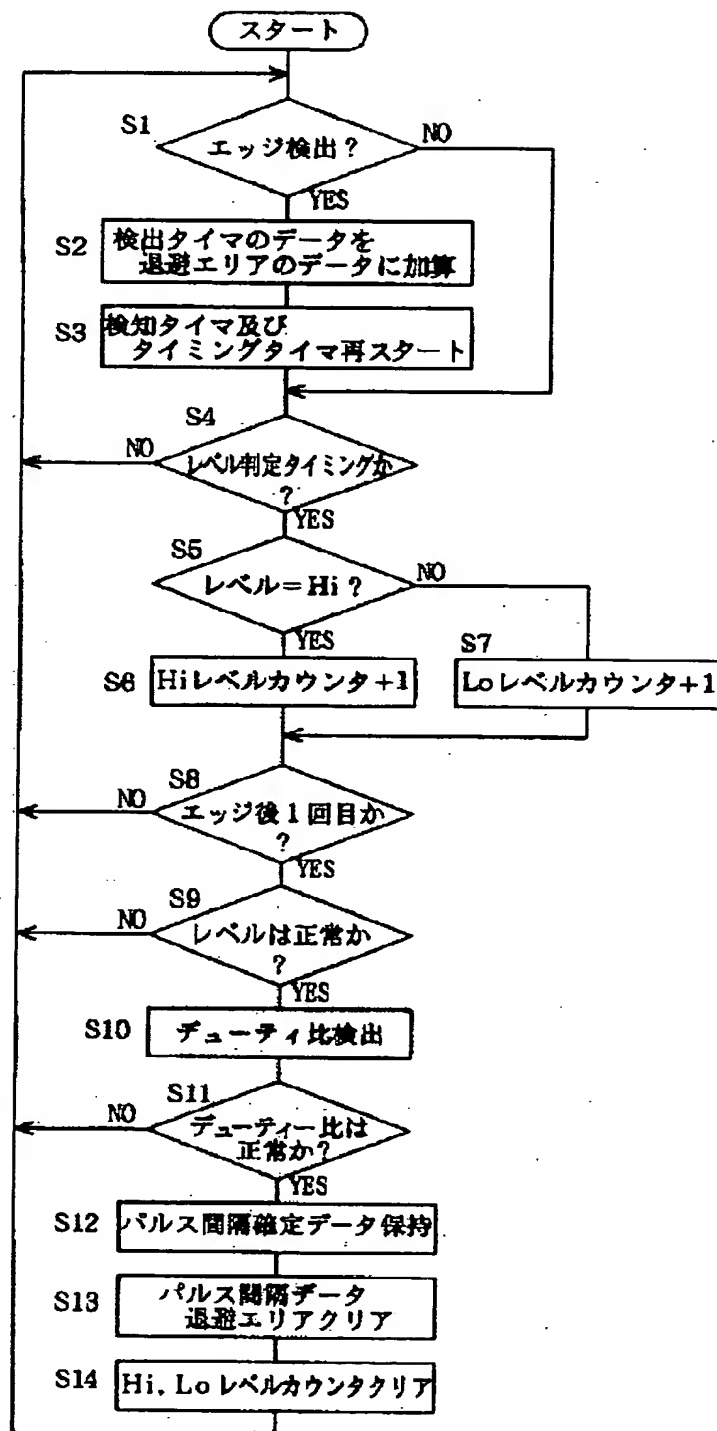 スタート
S1
エッジ検出？
NO
YES
S2
検出タイマのデータを
退避エリアのデータに加算
S3
検知タイマ及び
タイミングタイマ再スタート
S4
NO
レベル判定タイミングか
？
YES
S5
レベル＝Hi？
NO
YES
S6
Hiレベルカウンタ＋1
S7
Loレベルカウンタ＋1
S8
NO
エッジ後1回目か
？
YES
S9
NO
レベルは正常か
？
YES
S10
デューティ比検出
S11
NO
デューティー比は
正常か？
YES
S12
パルス間隔確定データ保持
S13
パルス間隔データ
退避エリアクリア
S14
Hi, Loレベルカウンタクリア